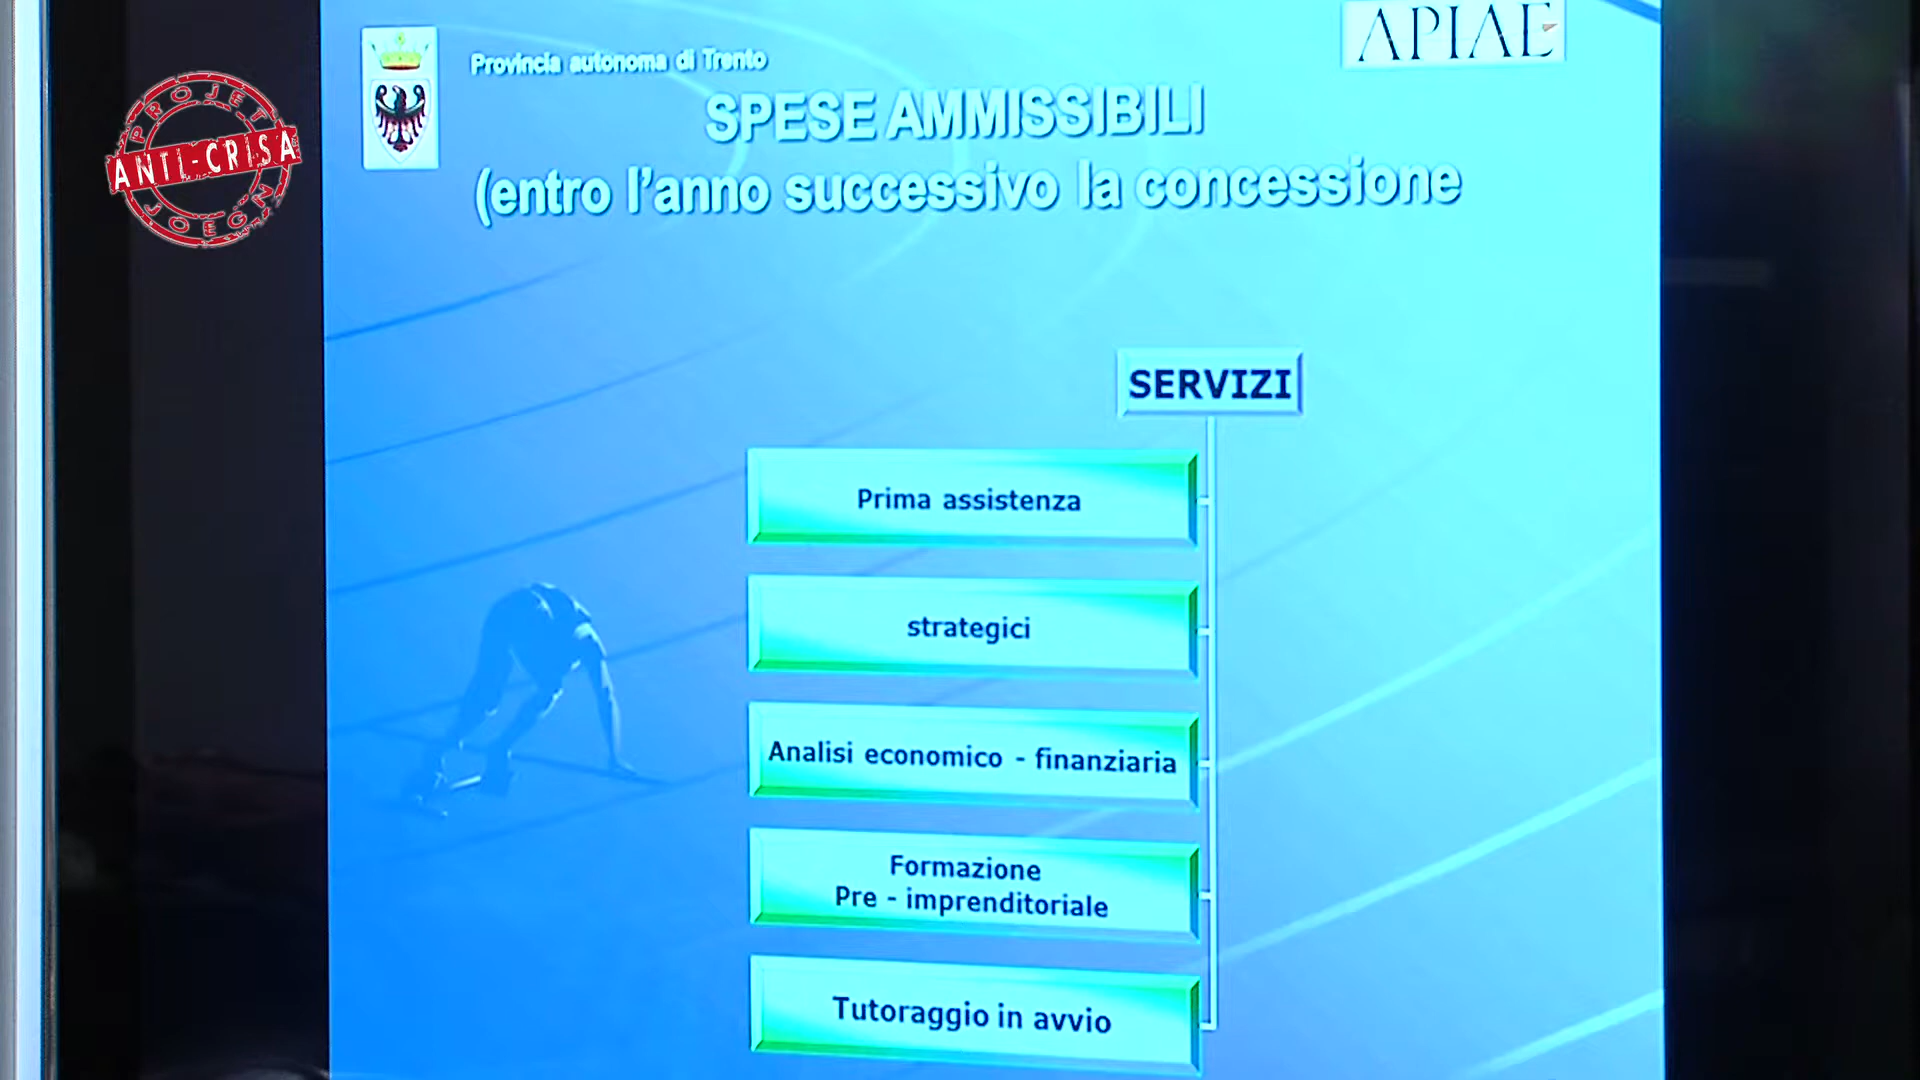 PROJET
ANTI-CRISA
JOEGN
Provincia autonoma di Trento
APIAE
SPESE AMMISSIBILI
(entro l'anno successivo la concessione
SERVIZI
Prima assistenza
strategici
Analisi economico - finanziaria
Formazione
Pre - imprenditoriale
Tutoraggio in avvio